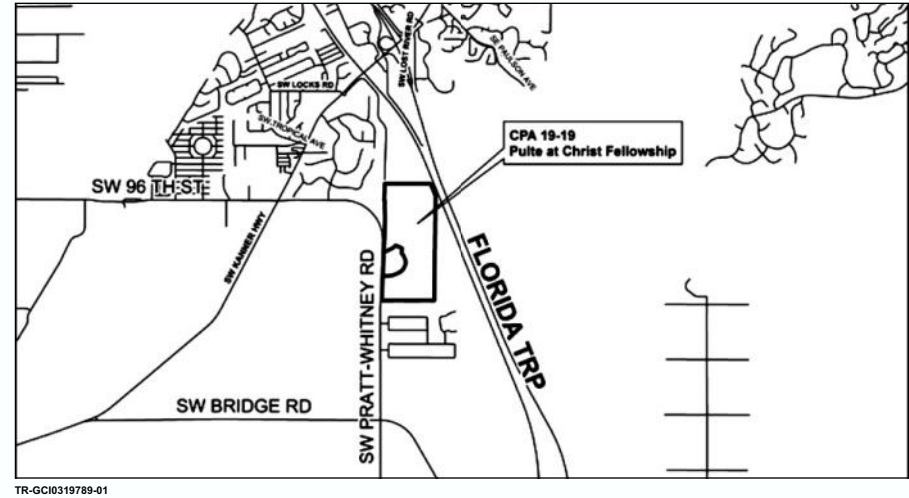 SW LOST RIVER RD
SE PAULSON AVE
SW LOCKS RD
SW TROPICAL AVE
CPA 19-19
Pulte at Christ Fellowship
SW 96 TH ST
SW KANNER HWY
FLORIDA TRP
SW PRATT-WHITNEY RD
SW BRIDGE RD
TR-GCI0319789-01